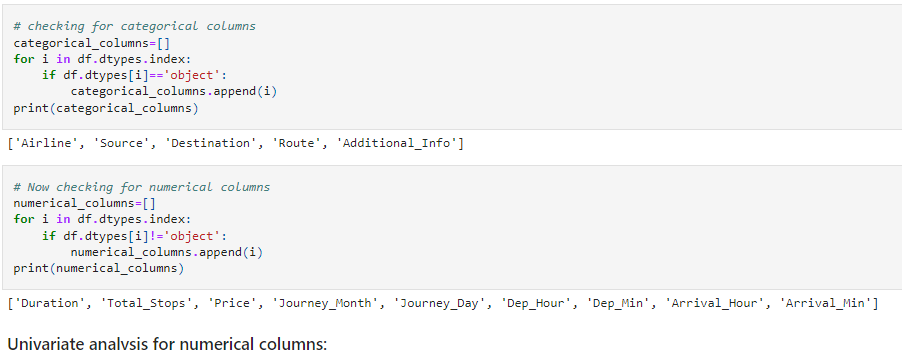 # checking for categorical columns
categorical_columns=[]
for i in df.dtypes.index:
    if df.dtypes[i]=='object':
        categorical_columns.append(i)
print(categorical_columns)
['Airline', 'Source', 'Destination', 'Route', 'Additional_Info']
# Now checking for numerical columns
numerical_columns=[]
for i in df.dtypes.index:
    if df.dtypes[i]!='object':
        numerical_columns.append(i)
print(numerical_columns)
['Duration', 'Total_Stops', 'Price', 'Journey_Month', 'Journey_Day', 'Dep_Hour', 'Dep_Min', 'Arrival_Hour', 'Arrival_Min']
Univariate analysis for numerical columns: